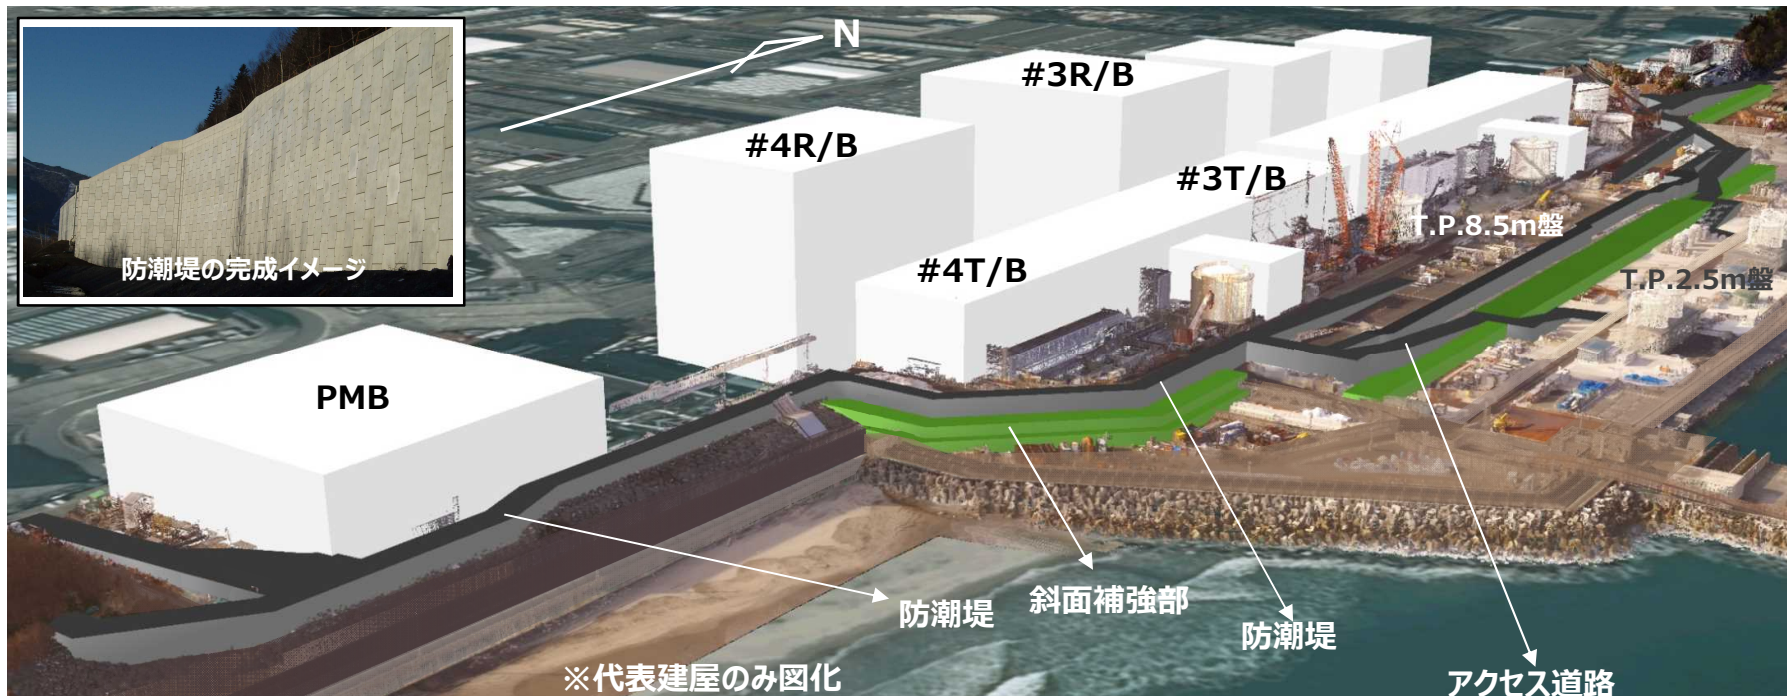 N
#3R/B
#4R/B
#3T/B
T.P.8.5m盤
#4T/B
T.P.2.5m盤
防潮堤の完成イメージ
PMB
防潮堤
斜面補強部
防潮堤
アクセス道路
※代表建屋のみ図化